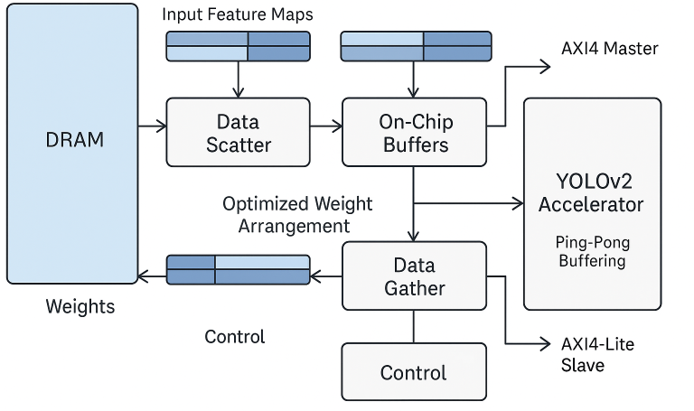 Input Feature Maps
AXI4 Master
DRAM
Data
Scatter
On-Chip
Buffers
YOLOv2
Accelerator
Ping-Pong
Buffering
Optimized Weight
Arrangement
Data
Gather
Weights
Control
AXI4-Lite
Slave
Control